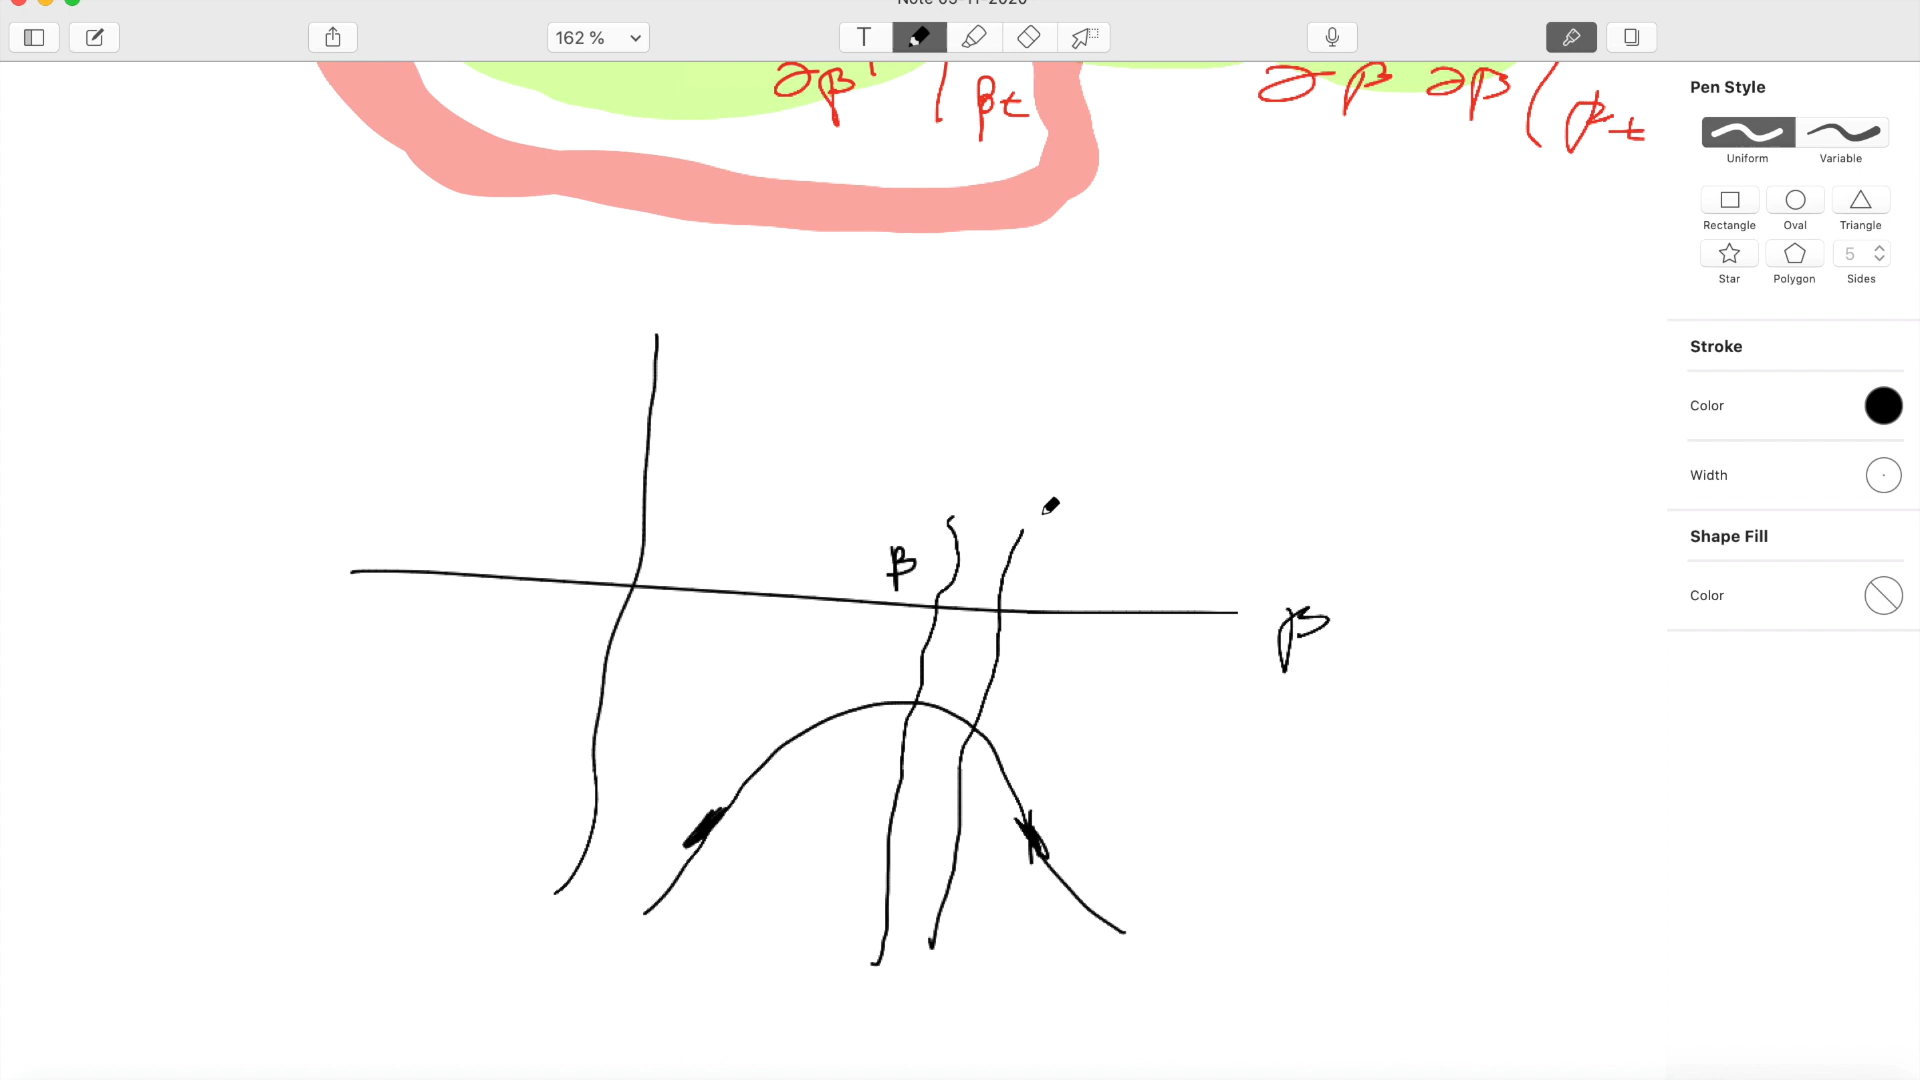 162 %
T
∂β' | βt
∂β ∂β ( βt
β
β
Pen Style
Uniform Variable
Rectangle Oval Triangle
5
Star Polygon Sides
Stroke
Color
Width
Shape Fill
Color